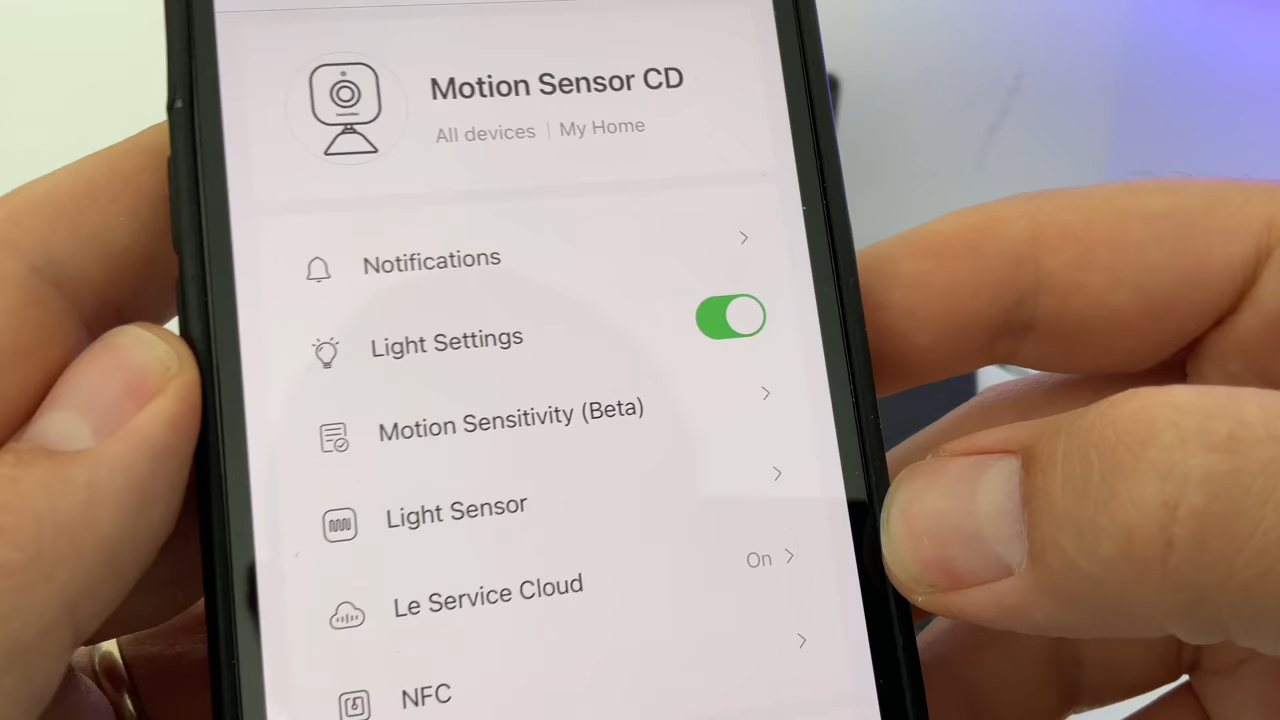 Motion Sensor CD
All devices | My Home
Notifications
Light Settings
Motion Sensitivity (Beta)
Light Sensor
Le Service Cloud
On
NFC